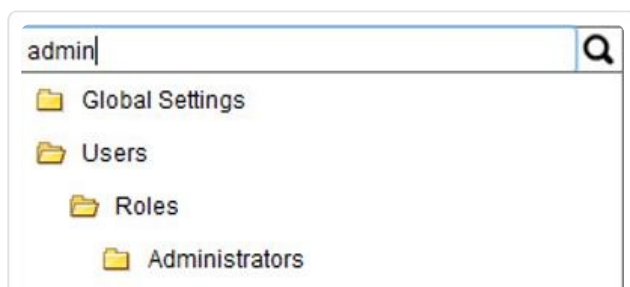 admin
Global Settings
Users
Roles
Administrators